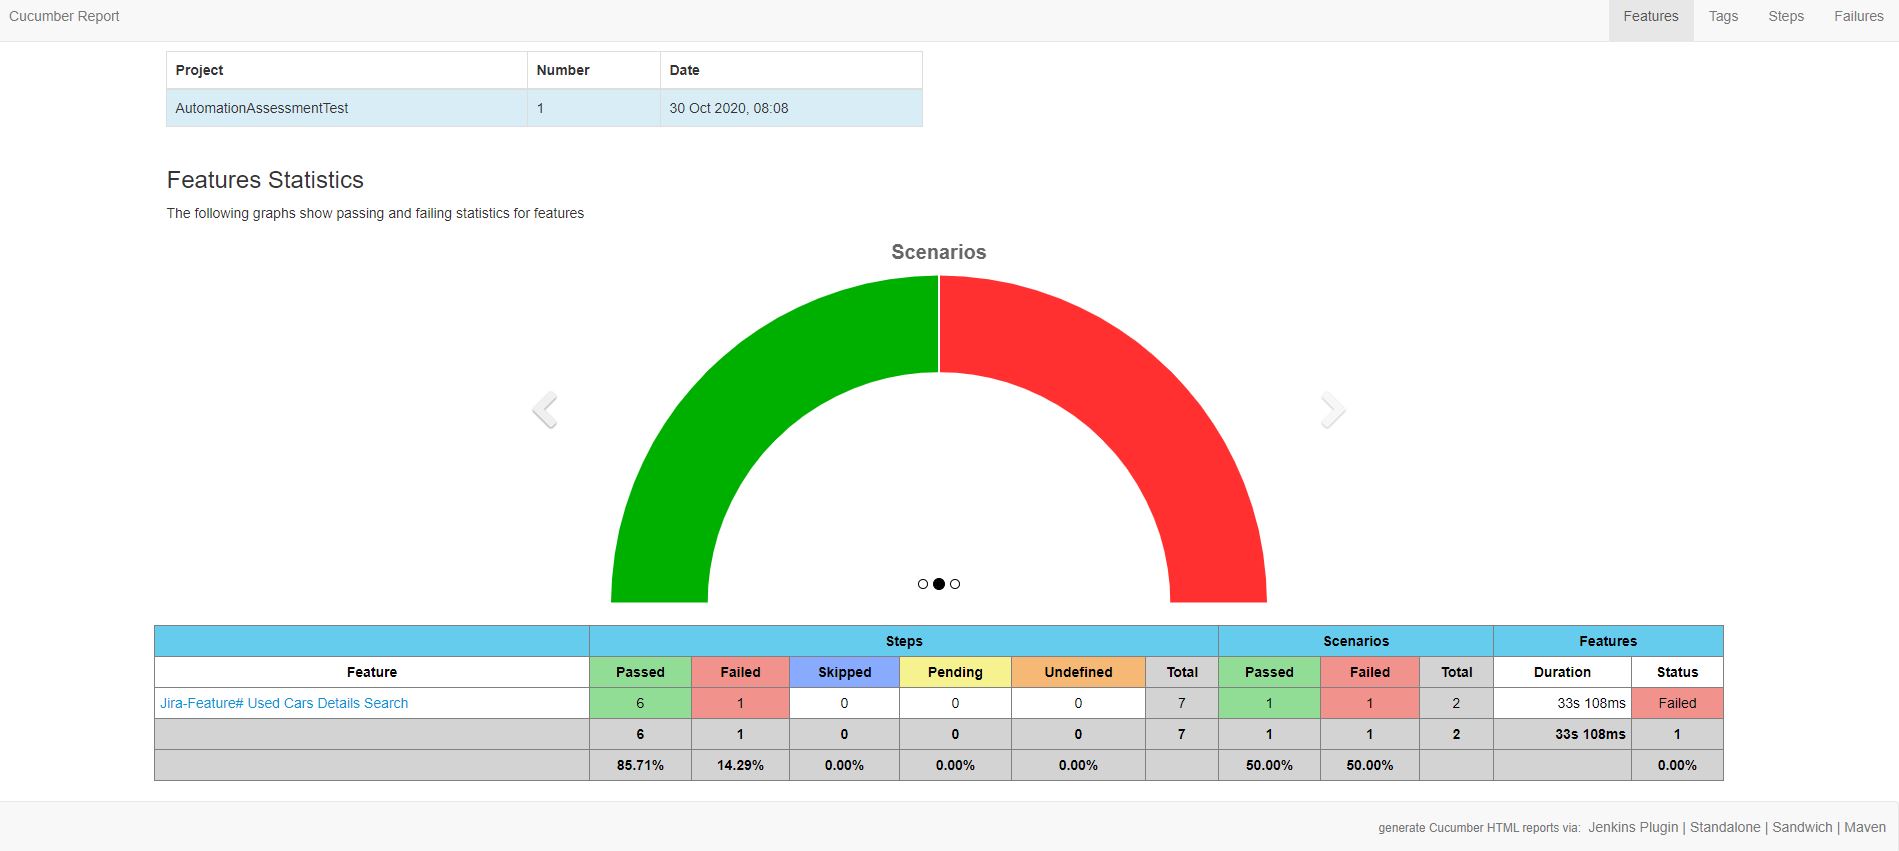 Cucumber Report Features Tags Steps Failures
Project Number Date
AutomationAssessmentTest 1 30 Oct 2020, 08:08
Features Statistics
The following graphs show passing and failing statistics for features
Scenarios
Steps Scenarios Features
Feature Passed Failed Skipped Pending Undefined Total Passed Failed Total Duration Status
Jira-Feature# Used Cars Details Search 6 1 0 0 0 7 1 1 2 33s 108ms Failed
6 1 0 0 0 7 1 1 2 33s 108ms 1
85.71% 14.29% 0.00% 0.00% 0.00% 50.00% 50.00% 0.00%
generate Cucumber HTML reports via: Jenkins Plugin | Standalone | Sandwich | Maven